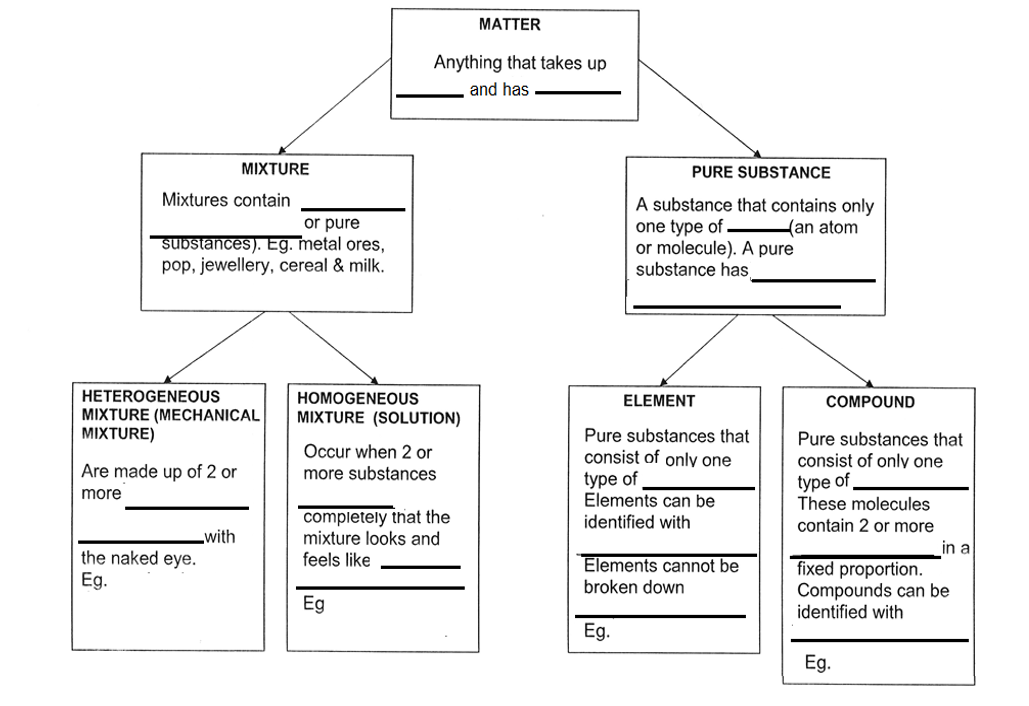 MATTER
Anything that takes up
and has
MIXTURE
Mixtures contain
or pure
substances). Eg. metal ores,
pop, jewellery, cereal & milk.
PURE SUBSTANCE
A substance that contains only
one type of (an atom
or molecule). A pure
substance has
HETEROGENEOUS
MIXTURE (MECHANICAL
MIXTURE)
Are made up of 2 or
more
with
the naked eye.
Eg.
HOMOGENEOUS
MIXTURE (SOLUTION)
Occur when 2 or
more substances
completely that the
mixture looks and
feels like
Eg
ELEMENT
Pure substances that
consist of only one
type of
Elements can be
identified with
Elements cannot be
broken down
Eg.
COMPOUND
Pure substances that
consist of only one
type of
These molecules
contain 2 or more
in a
fixed proportion.
Compounds can be
identified with
Eg.